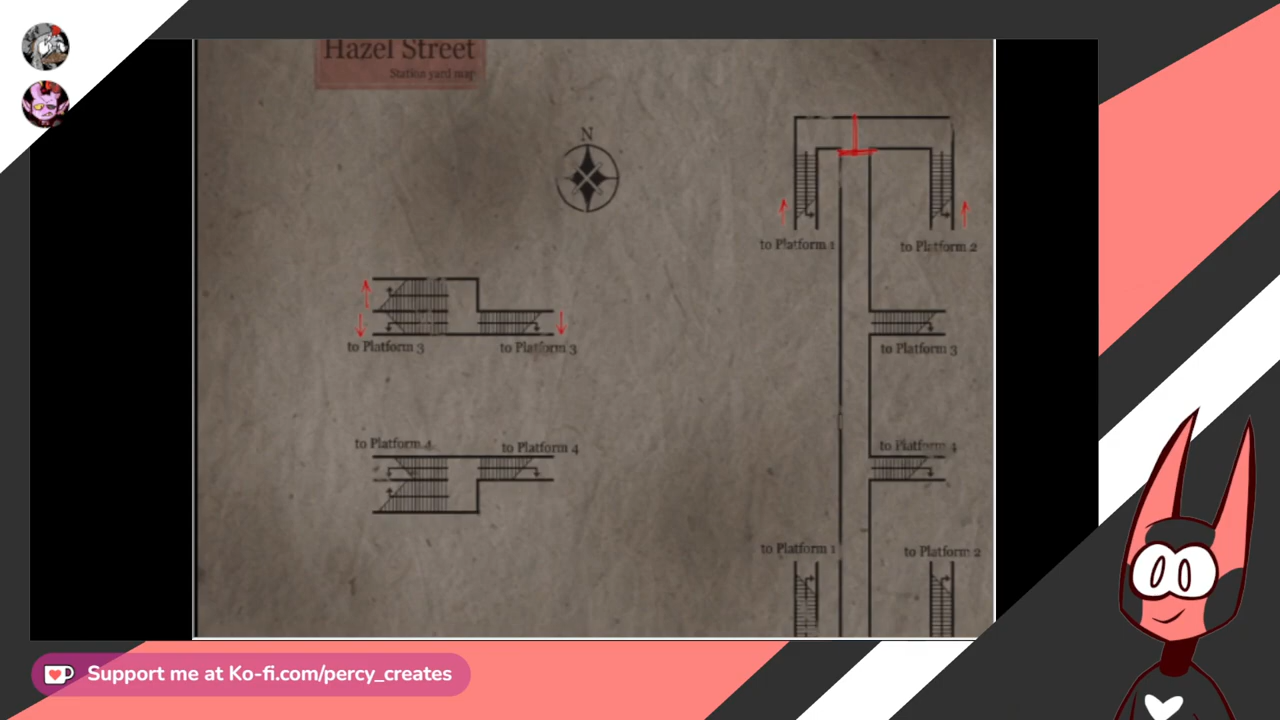 Hazel Street
Station yard map
N
to Platform 1
to Platform 2
to Platform 3
to Platform 3
to Platform 3
to Platform 4
to Platform 4
to Platform 4
to Platform 1
to Platform 2
Support me at Ko-fi.com/percy_creates